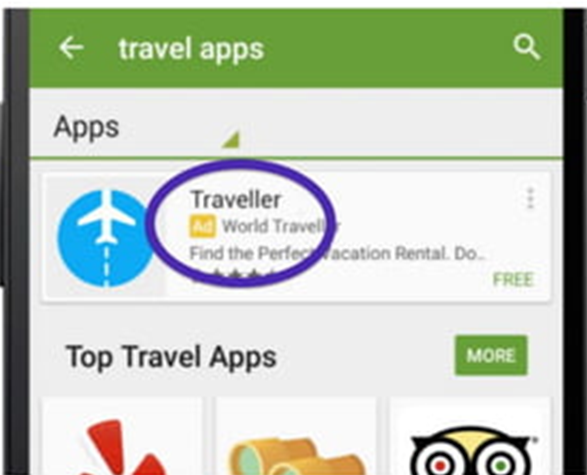 travel apps
Apps
Traveller
Ad World Traveller
Find the Perfect Vacation Rental. Do..
FREE
Top Travel Apps
MORE